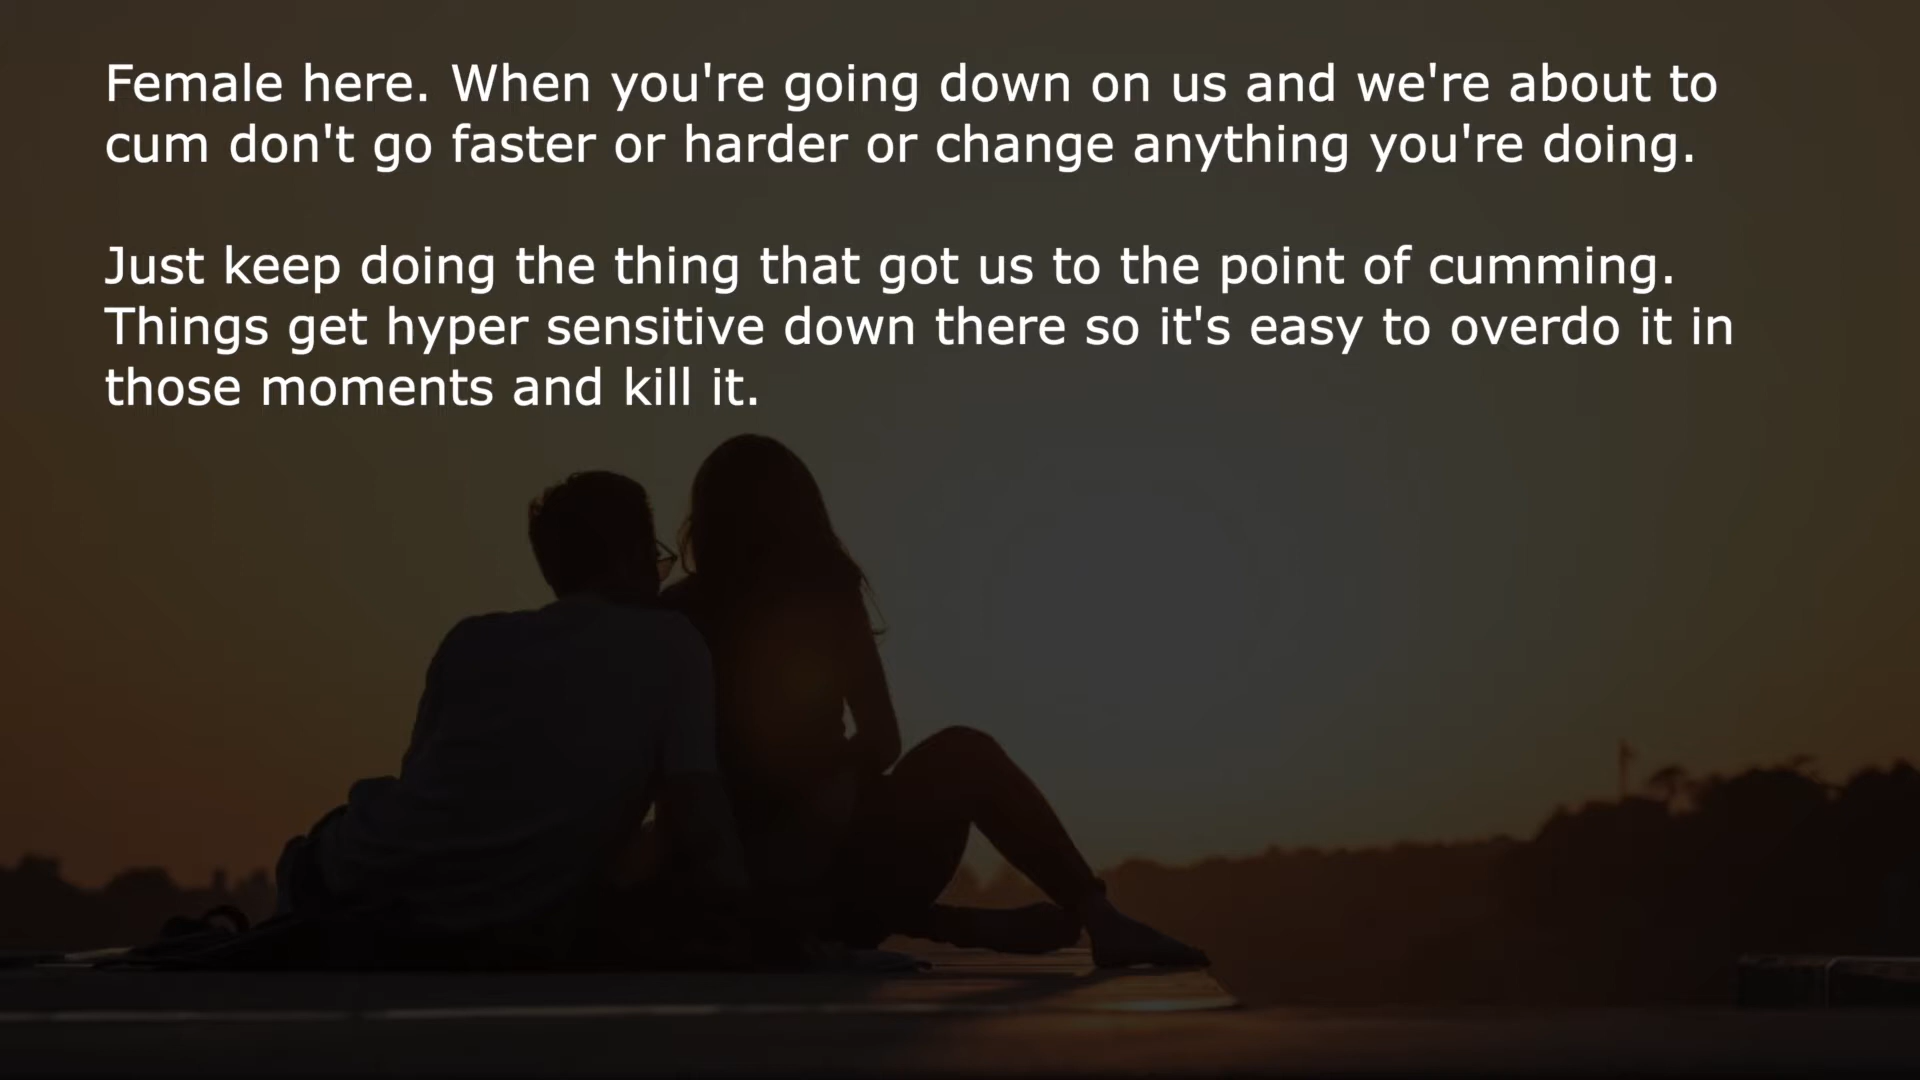 Female here. When you're going down on us and we're about to
cum don't go faster or harder or change anything you're doing.
Just keep doing the thing that got us to the point of cumming.
Things get hyper sensitive down there so it's easy to overdo it in
those moments and kill it.